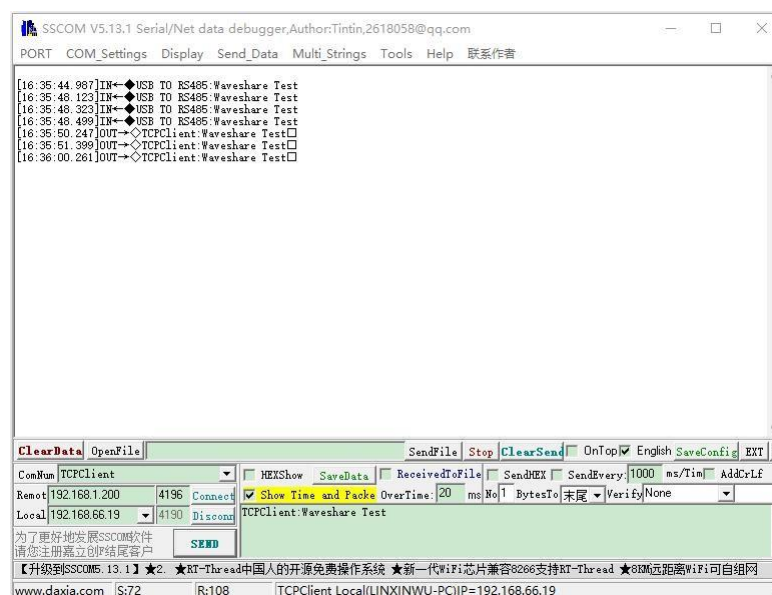 SSCOM V5.13.1 Serial/Net data debugger,Author:Tintin,2618058@qq.com
PORT COM_Settings Display Send_Data Multi_Strings Tools Help 联系作者
[16:35:44.987]IN←◆USB TO RS485:Waveshare Test
[16:35:48.123]IN←◆USB TO RS485:Waveshare Test
[16:35:48.323]IN←◆USB TO RS485:Waveshare Test
[16:35:48.499]IN←◆USB TO RS485:Waveshare Test
[16:35:50.247]OUT→◇TCPClient:Waveshare Test□
[16:35:51.399]OUT→◇TCPClient:Waveshare Test□
[16:36:00.261]OUT→◇TCPClient:Waveshare Test□
ClearData OpenFile SendFile Stop ClearSend OnTop English SaveConfig EXT
ComNum TCPClient HEXShow SaveData ReceivedToFile SendHEX SendEvery: 1000 ms/Tim AddCrLf
Remot 192.168.1.200 4196 Connect Show Time and Packe OverTime: 20 ms No 1 BytesTo 末尾 Verify None
Local 192.168.66.19 4190 Disconn TCPClient:Waveshare Test
为了更好地发展SSCOM软件
请您注册嘉立创F结尾客户
SEND
【升级到SSCOM5.13.1】★2. ★RT-Thread中国人的开源免费操作系统 ★新一代WiFi芯片兼容8266支持RT-Thread ★8KM远距离WiFi可自组网
www.daxia.com S:72 R:108 TCPClient Local(LINXINWU-PC)IP=192.168.66.19